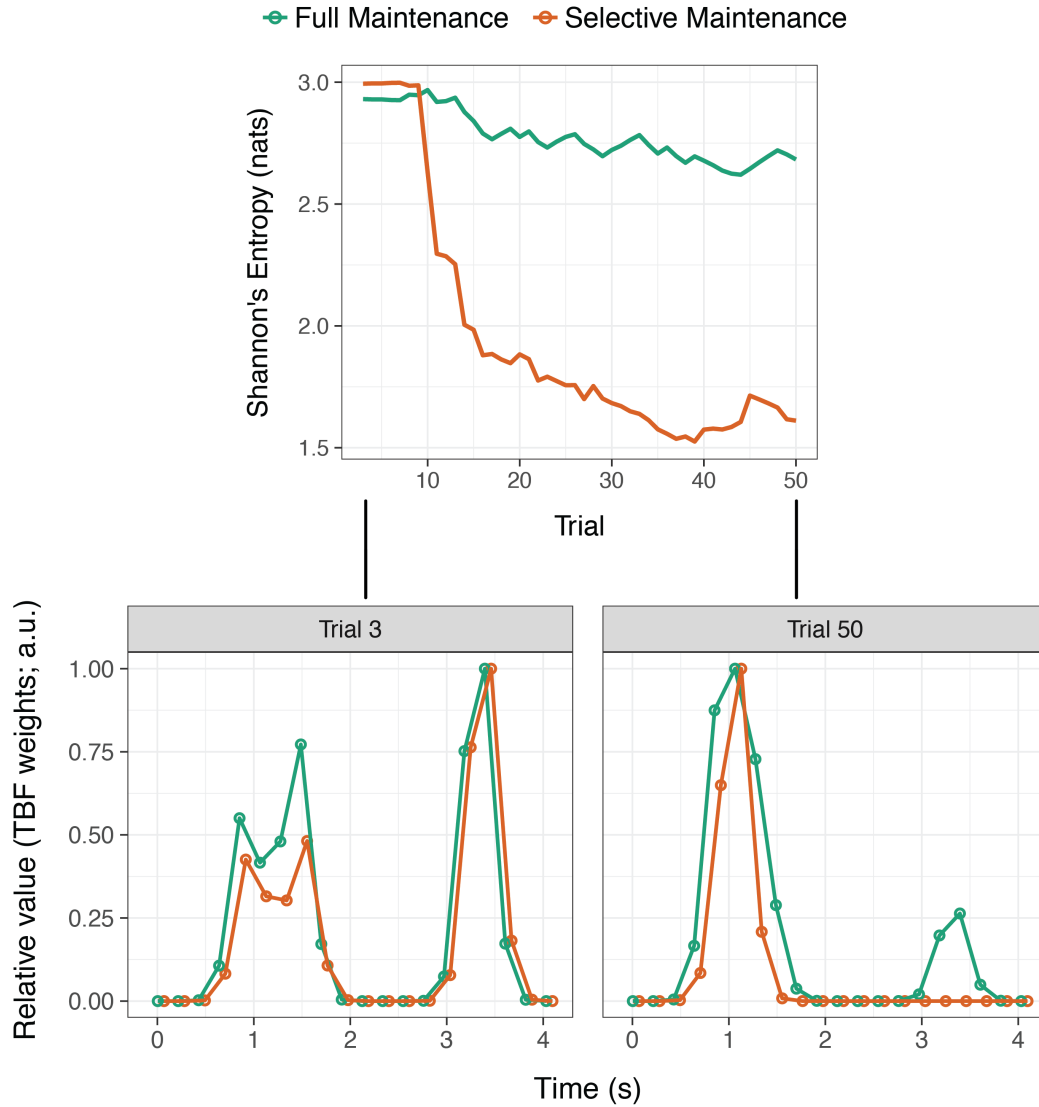 Full Maintenance Selective Maintenance
Shannon's Entropy (nats)
3.0
2.5
2.0
1.5
10 20 30 40 50
Trial
Relative value (TBF weights; a.u.)
Trial 3 Trial 50
1.00
0.75
0.50
0.25
0.00
0 1 2 3 4 0 1 2 3 4
Time (s)